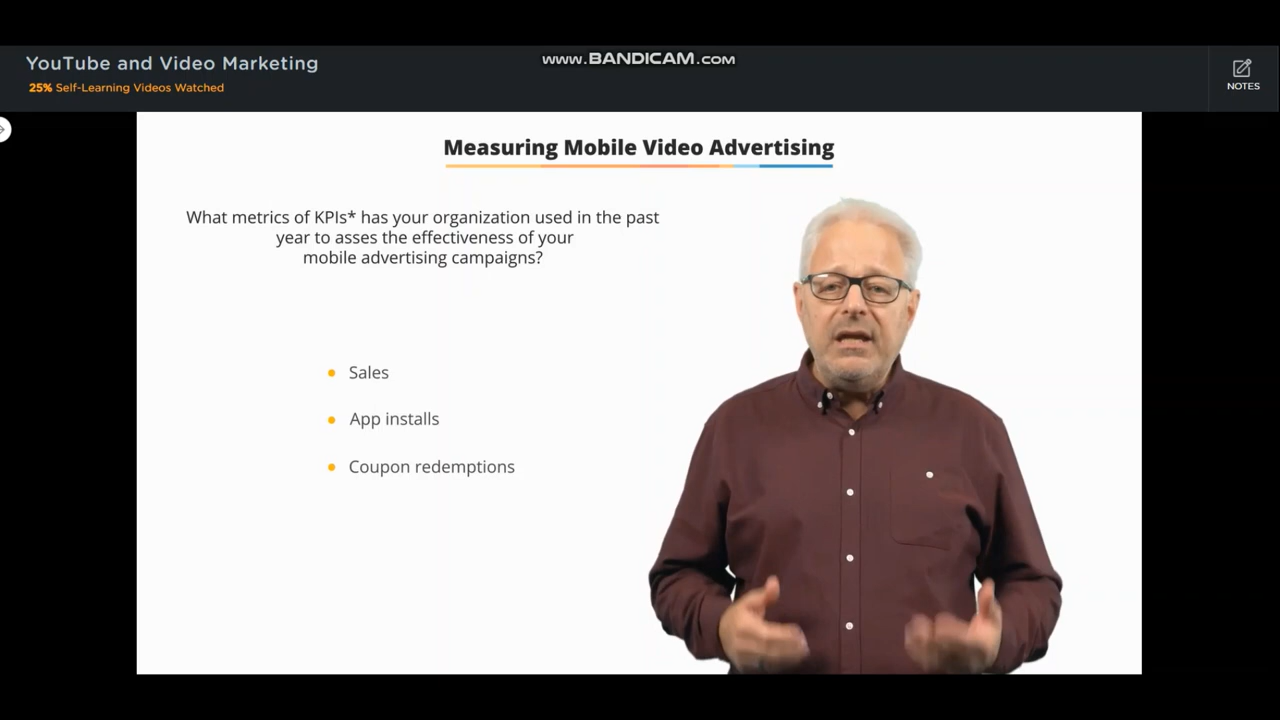 www.BANDICAM.com
YouTube and Video Marketing
25% Self-Learning Videos Watched
NOTES
Measuring Mobile Video Advertising
What metrics of KPIs* has your organization used in the past
year to asses the effectiveness of your
mobile advertising campaigns?
Sales
App installs
Coupon redemptions